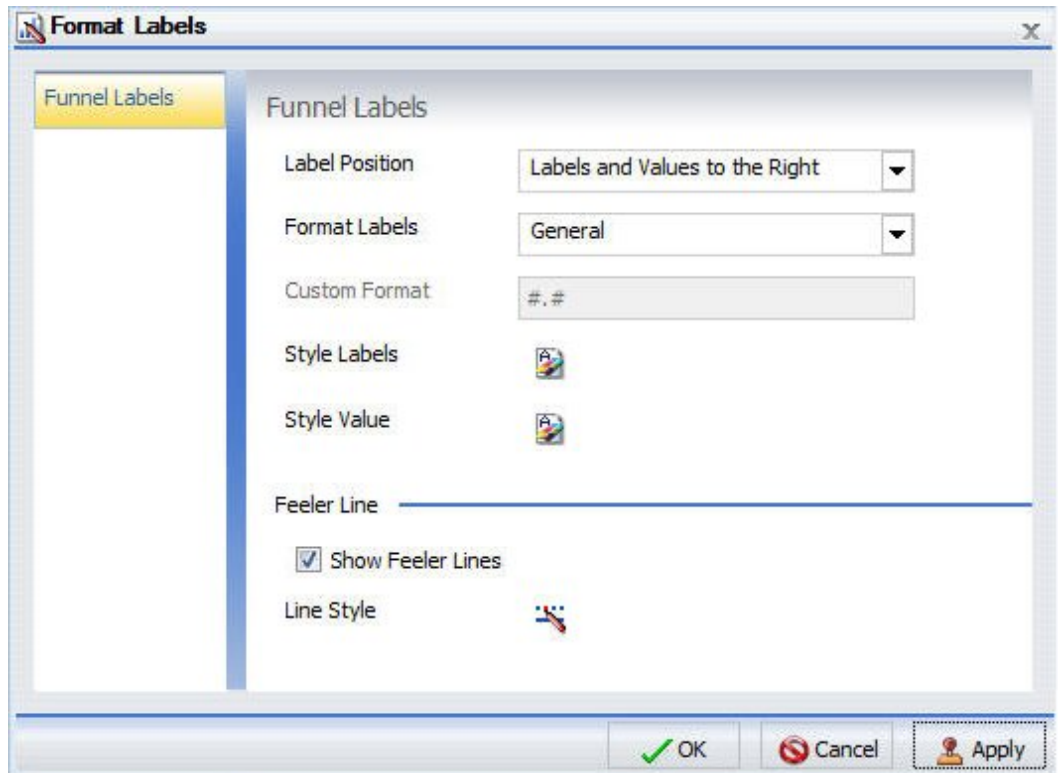 Format Labels
x
Funnel Labels
Funnel Labels
Label Position Labels and Values to the Right
Format Labels General
Custom Format #.#
Style Labels
Style Value
Feeler Line
Show Feeler Lines
Line Style
OK Cancel Apply